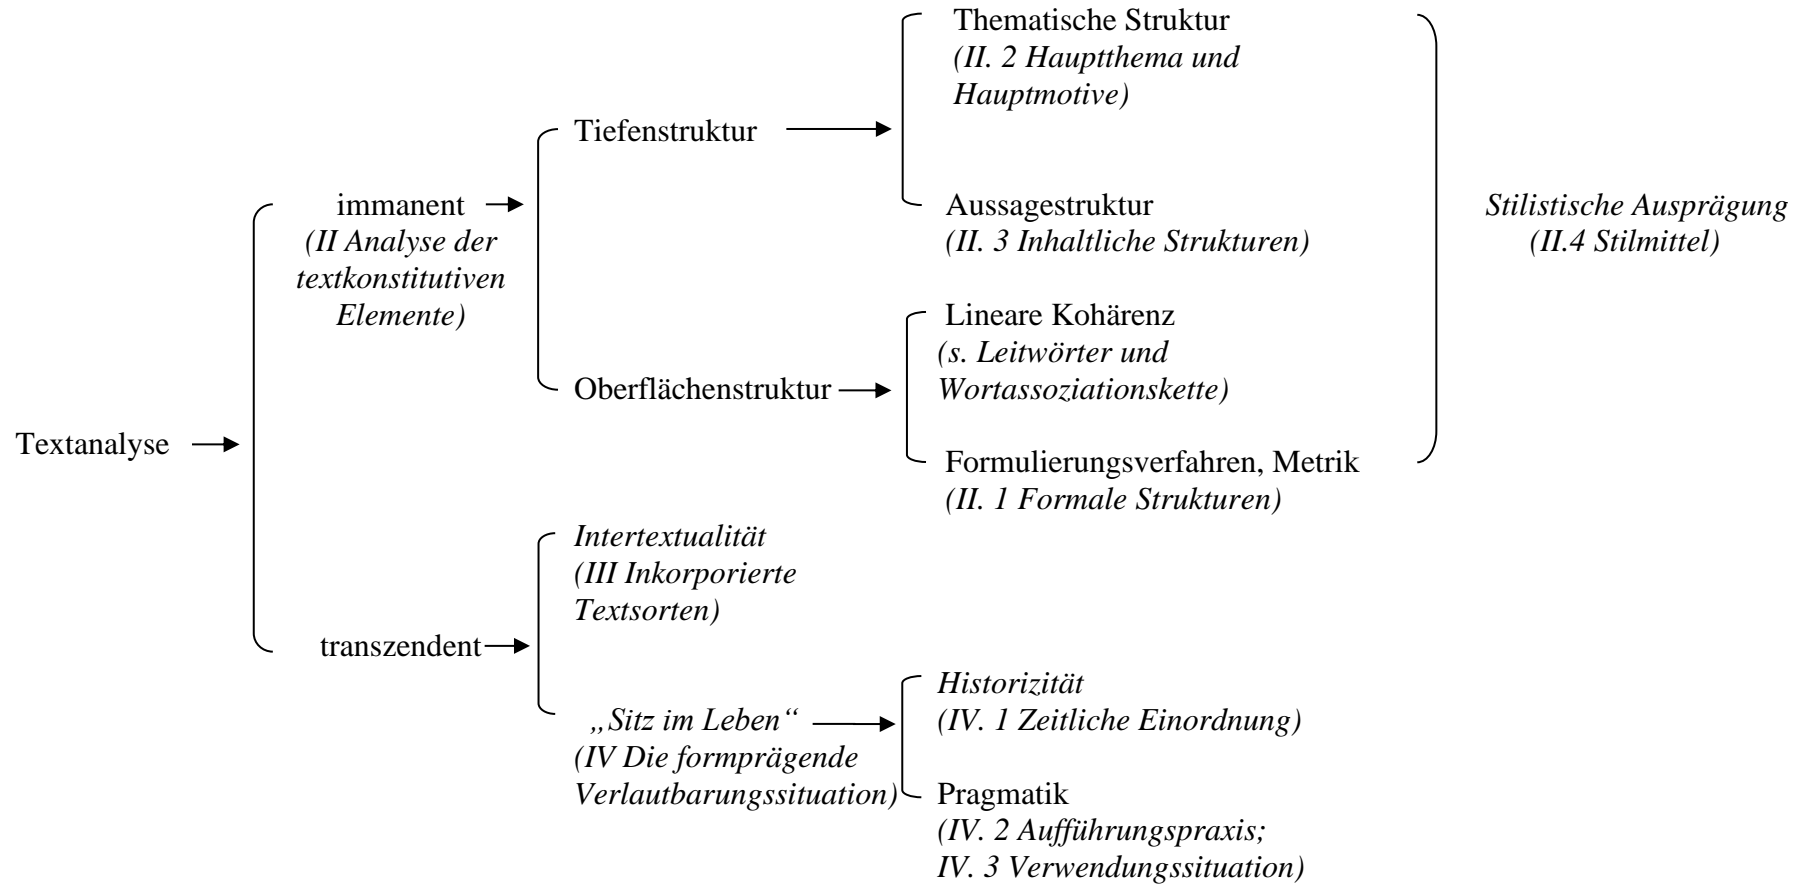 Thematische Struktur
(II. 2 Hauptthema und
Hauptmotive)
Tiefenstruktur
immanent
(II Analyse der
textkonstitutiven
Elemente)
Aussagestruktur
(II. 3 Inhaltliche Strukturen)
Stilistische Ausprägung
(II.4 Stilmittel)
Lineare Kohärenz
(s. Leitwörter und
Wortassoziationskette)
Oberflächenstruktur
Textanalyse
Formulierungsverfahren, Metrik
(II. 1 Formale Strukturen)
Intertextualität
(III Inkorporierte
Textsorten)
transzendent
„Sitz im Leben“
(IV Die formprägende
Verlautbarungssituation)
Historizität
(IV. 1 Zeitliche Einordnung)
Pragmatik
(IV. 2 Aufführungspraxis;
IV. 3 Verwendungssituation)